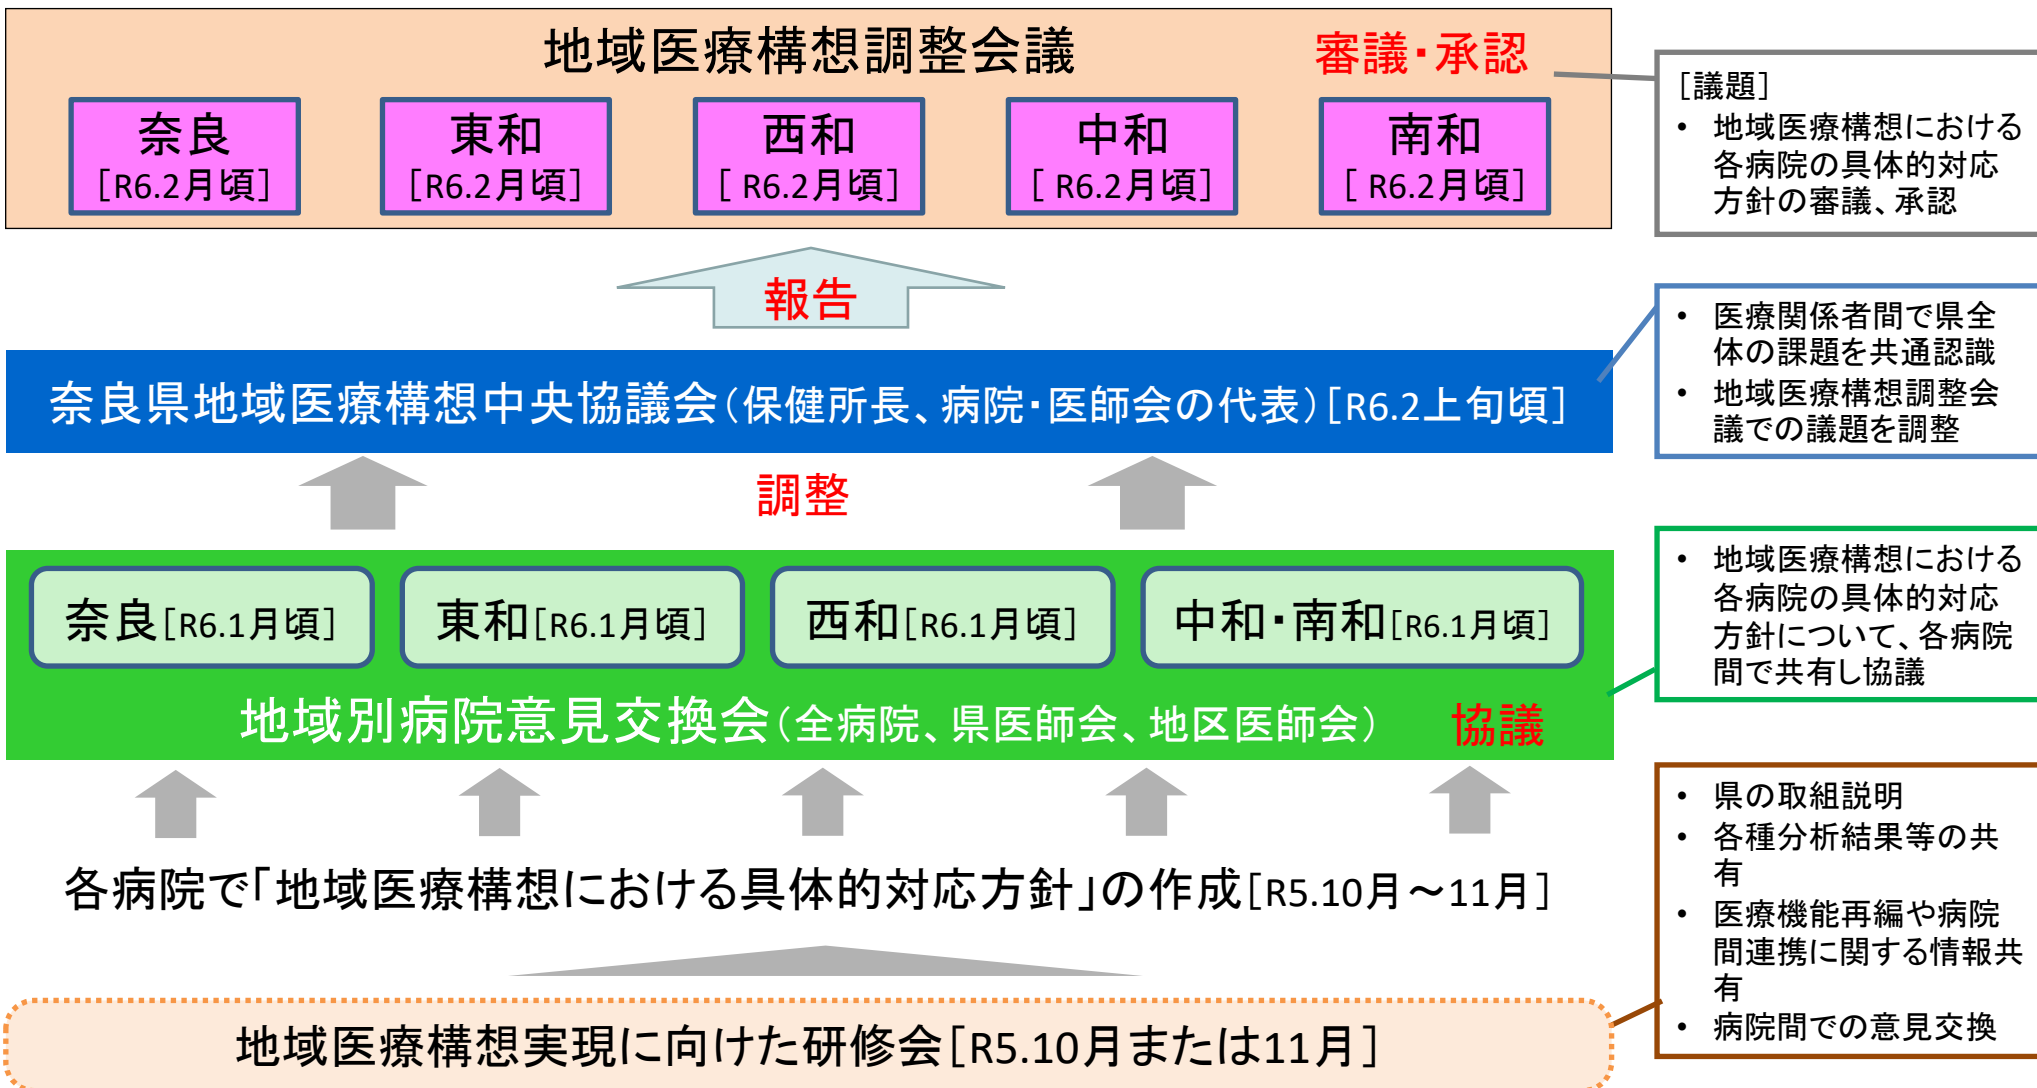 地域医療構想調整会議
審議・承認
奈良
[R6.2月頃]
東和
[R6.2月頃]
西和
[ R6.2月頃]
中和
[ R6.2月頃]
南和
[ R6.2月頃]
[議題]
• 地域医療構想における
各病院の具体的対応
方針の審議、承認
報告
奈良県地域医療構想中央協議会(保健所長、病院・医師会の代表)[R6.2上旬頃]
• 医療関係者間で県全
体の課題を共通認識
• 地域医療構想調整会
議での議題を調整
調整
奈良[R6.1月頃]
東和[R6.1月頃]
西和[R6.1月頃]
中和・南和[R6.1月頃]
地域別病院意見交換会(全病院、県医師会、地区医師会) 協議
• 地域医療構想における
各病院の具体的対応
方針について、各病院
間で共有し協議
各病院で「地域医療構想における具体的対応方針」の作成[R5.10月~11月]
地域医療構想実現に向けた研修会[R5.10月または11月]
• 県の取組説明
• 各種分析結果等の共
有
• 医療機能再編や病院
間連携に関する情報共
有
• 病院間での意見交換